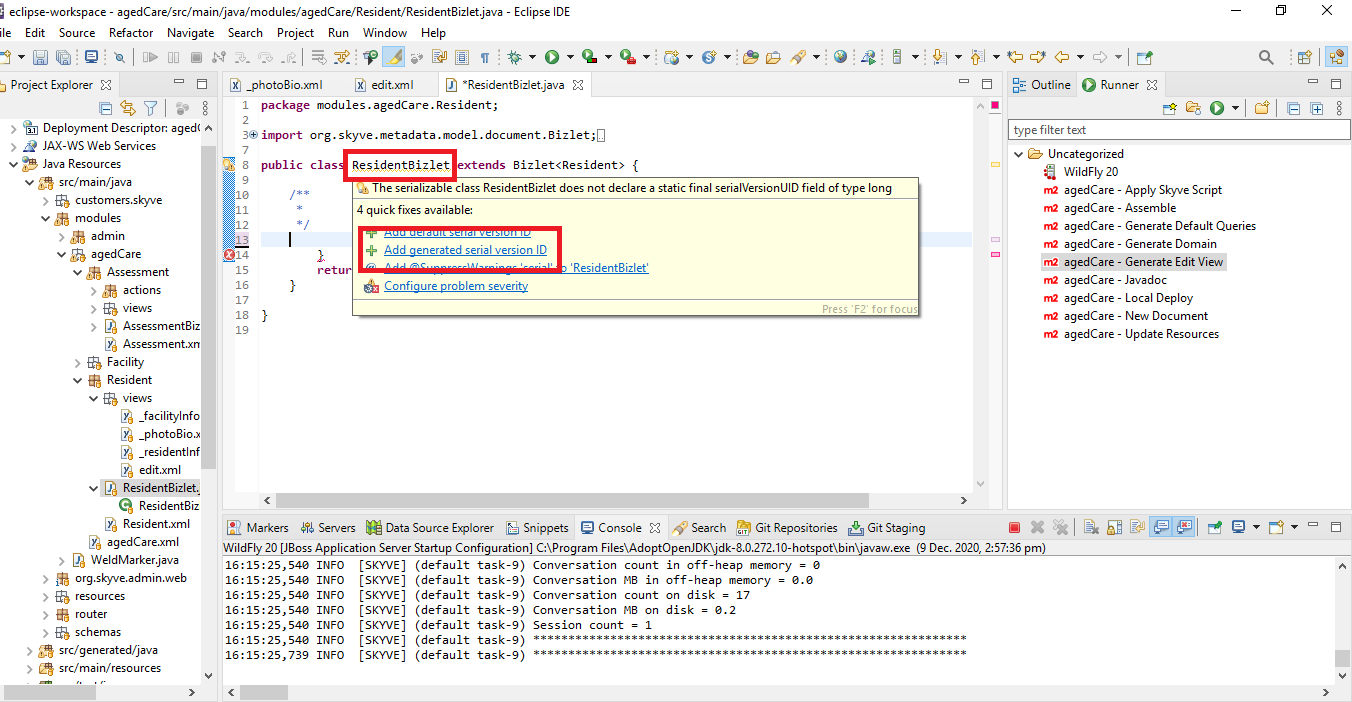 eclipse-workspace - agedCare/src/main/java/modules/agedCare/Resident/ResidentBizlet.java - Eclipse IDE
ile Edit Source Refactor Navigate Search Project Run Window Help
Project Explorer
_photoBio.xml
edit.xml
*ResidentBizlet.java
Outline
Runner
type filter text
Deployment Descriptor: aged
JAX-WS Web Services
Java Resources
src/main/java
customers.skyve
modules
admin
agedCare
Assessment
actions
views
AssessmentBiz
Assessment.xm
Facility
Resident
views
_facilityInfo
_photoBio.x
_residentInf
edit.xml
ResidentBizlet.j
ResidentBiz
Resident.xml
agedCare.xml
WeldMarker.java
org.skyve.admin.web
resources
router
schemas
src/generated/java
src/main/resources
1 package modules.agedCare.Resident;
2
3 import org.skyve.metadata.model.document.Bizlet;
7
8 public class ResidentBizlet extends Bizlet<Resident> {
9
10 /**
11 *
12 */
13
14 }
15 retur
16 }
17
18 }
19
The serializable class ResidentBizlet does not declare a static final serialVersionUID field of type long
4 quick fixes available:
Add default serial version ID
Add generated serial version ID
Add @SuppressWarnings 'serial' to 'ResidentBizlet'
Configure problem severity
Press 'F2' for focus
Uncategorized
WildFly 20
m2 agedCare - Apply Skyve Script
m2 agedCare - Assemble
m2 agedCare - Generate Default Queries
m2 agedCare - Generate Domain
m2 agedCare - Generate Edit View
m2 agedCare - Javadoc
m2 agedCare - Local Deploy
m2 agedCare - New Document
m2 agedCare - Update Resources
Markers Servers Data Source Explorer Snippets Console Search Git Repositories Git Staging
WildFly 20 [JBoss Application Server Startup Configuration] C:\Program Files\AdoptOpenJDK\jdk-8.0.272.10-hotspot\bin\javaw.exe (9 Dec. 2020, 2:57:36 pm)
16:15:25,540 INFO [SKYVE] (default task-9) Conversation count in off-heap memory = 0
16:15:25,540 INFO [SKYVE] (default task-9) Conversation MB in off-heap memory = 0.0
16:15:25,540 INFO [SKYVE] (default task-9) Conversation count on disk = 17
16:15:25,540 INFO [SKYVE] (default task-9) Conversation MB on disk = 0.2
16:15:25,540 INFO [SKYVE] (default task-9) Session count = 1
16:15:25,540 INFO [SKYVE] (default task-9) **************************************************************
16:15:25,739 INFO [SKYVE] (default task-9) **************************************************************